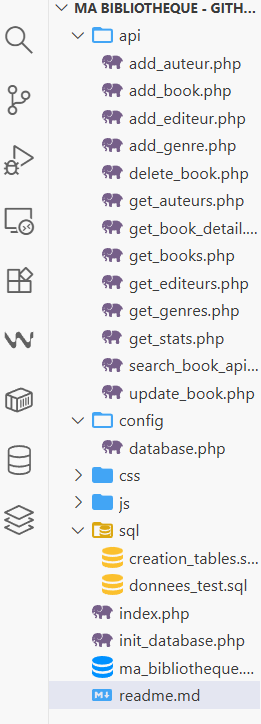 MA BIBLIOTHEQUE - GITH...
api
add_auteur.php
add_book.php
add_editeur.php
add_genre.php
delete_book.php
get_auteurs.php
get_book_detail....
get_books.php
get_editeurs.php
get_genres.php
get_stats.php
search_book_api...
update_book.php
config
database.php
css
js
sql
creation_tables.s...
donnees_test.sql
index.php
init_database.php
ma_bibliotheque....
readme.md